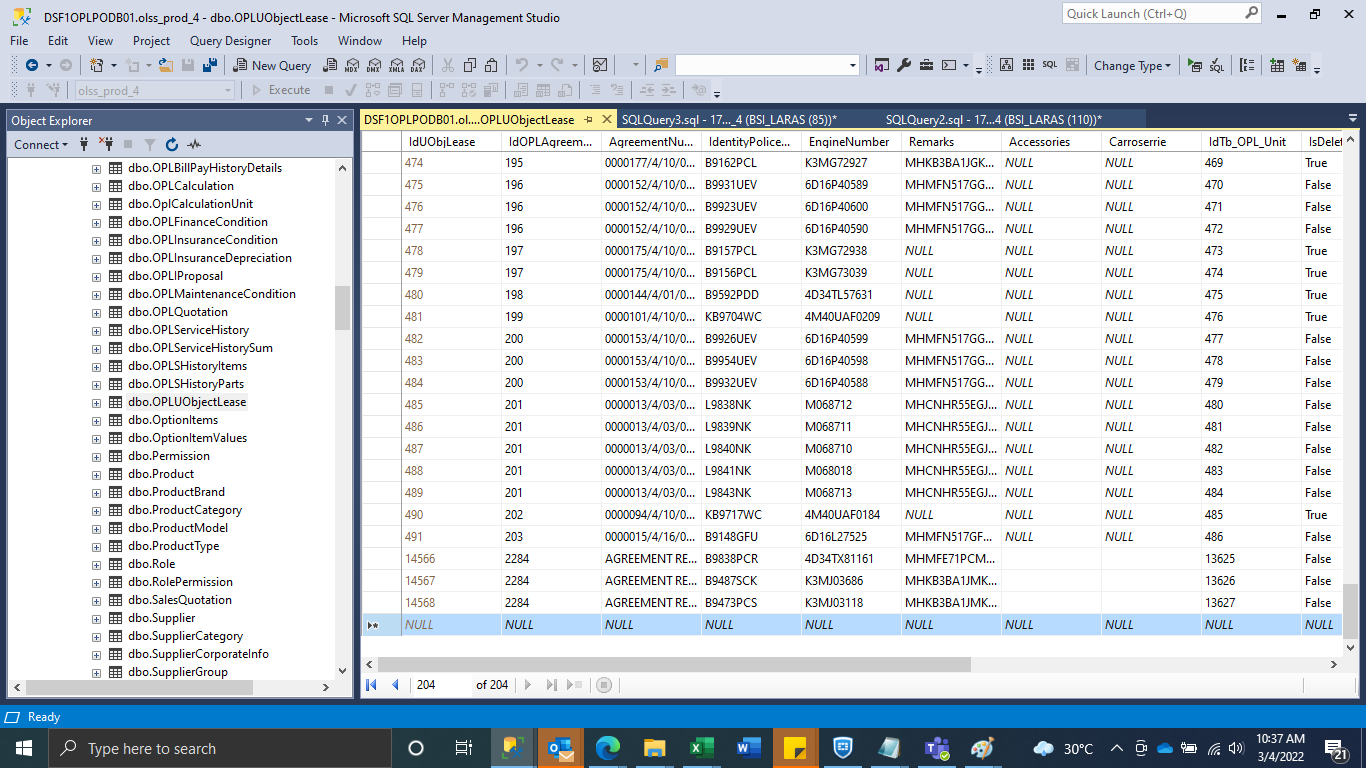 DSF1OPLPODB01.olss_prod_4 - dbo.OPLUObjectLease - Microsoft SQL Server Management Studio
Quick Launch (Ctrl+Q)
File Edit View Project Query Designer Tools Window Help
New Query MDX DMX XMLA DAX SQL Change Type SQL
olss_prod_4 Execute
Object Explorer
Connect
dbo.OPLBillPayHistoryDetails
dbo.OPLCalculation
dbo.OplCalculationUnit
dbo.OPLFinanceCondition
dbo.OPLInsuranceCondition
dbo.OPLInsuranceDepreciation
dbo.OPLIProposal
dbo.OPLMaintenanceCondition
dbo.OPLQuotation
dbo.OPLServiceHistory
dbo.OPLServiceHistorySum
dbo.OPLSHistoryItems
dbo.OPLSHistoryParts
dbo.OPLUObjectLease
dbo.OptionItems
dbo.OptionItemValues
dbo.Permission
dbo.Product
dbo.ProductBrand
dbo.ProductCategory
dbo.ProductModel
dbo.ProductType
dbo.Role
dbo.RolePermission
dbo.SalesQuotation
dbo.Supplier
dbo.SupplierCategory
dbo.SupplierCorporateInfo
dbo.SupplierGroup
DSF1OPLPODB01.ol....OPLUObjectLease SQLQuery3.sql - 17..._4 (BSI_LARAS (85))* SQLQuery2.sql - 17...4 (BSI_LARAS (110))*
IdUObjLease IdOPLAgreem... AgreementNu... IdentityPolice... EngineNumber Remarks Accessories Carroserrie IdTb_OPL_Unit IsDelet
474 195 0000177/4/10/0... B9162PCL K3MG72927 MHKB3BA1JGK... NULL NULL 469 True
475 196 0000152/4/10/0... B9931UEV 6D16P40589 MHMFN517GG... NULL NULL 470 False
476 196 0000152/4/10/0... B9923UEV 6D16P40600 MHMFN517GG... NULL NULL 471 False
477 196 0000152/4/10/0... B9929UEV 6D16P40590 MHMFN517GG... NULL NULL 472 False
478 197 0000175/4/10/0... B9157PCL K3MG72938 NULL NULL NULL 473 True
479 197 0000175/4/10/0... B9156PCL K3MG73039 NULL NULL NULL 474 True
480 198 0000144/4/01/0... B9592PDD 4D34TL57631 NULL NULL NULL 475 True
481 199 0000101/4/10/0... KB9704WC 4M40UAF0209 NULL NULL NULL 476 True
482 200 0000153/4/10/0... B9926UEV 6D16P40599 MHMFN517GG... NULL NULL 477 False
483 200 0000153/4/10/0... B9954UEV 6D16P40598 MHMFN517GG... NULL NULL 478 False
484 200 0000153/4/10/0... B9932UEV 6D16P40588 MHMFN517GG... NULL NULL 479 False
485 201 0000013/4/03/0... L9838NK M068712 MHCNHR55EGJ... NULL NULL 480 False
486 201 0000013/4/03/0... L9839NK M068711 MHCNHR55EGJ... NULL NULL 481 False
487 201 0000013/4/03/0... L9840NK M068710 MHCNHR55EGJ... NULL NULL 482 False
488 201 0000013/4/03/0... L9841NK M068018 MHCNHR55EGJ... NULL NULL 483 False
489 201 0000013/4/03/0... L9843NK M068713 MHCNHR55EGJ... NULL NULL 484 False
490 202 0000094/4/10/0... KB9717WC 4M40UAF0184 NULL NULL NULL 485 True
491 203 0000015/4/16/0... B9148GFU 6D16L27525 MHMFN517GF... NULL NULL 486 False
14566 2284 AGREEMENT RE... B9838PCR 4D34TX81161 MHMFE71PCM... 13625 False
14567 2284 AGREEMENT RE... B9487SCK K3MJ03686 MHKB3BA1JMK... 13626 False
14568 2284 AGREEMENT RE... B9473PCS K3MJ03118 MHKB3BA1JMK... 13627 False
NULL NULL NULL NULL NULL NULL NULL NULL NULL NULL
204 of 204
Ready
Type here to search
30°C
10:37 AM
3/4/2022
21